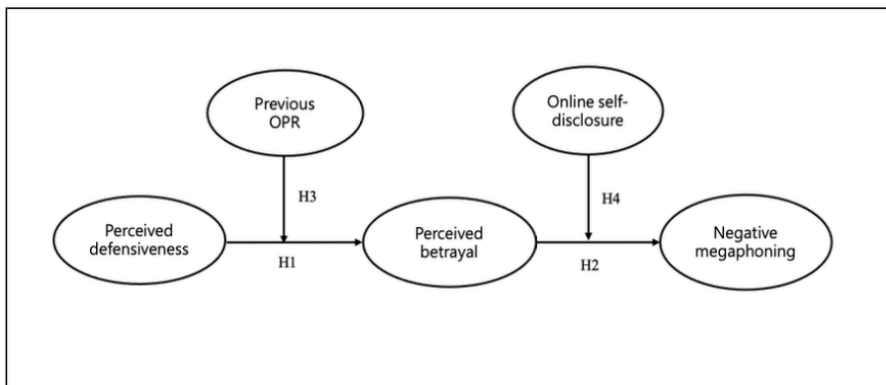 Previous
OPR
Online self-
disclosure
H3
H4
Perceived
defensiveness
H1
Perceived
betrayal
H2
Negative
megaphoning